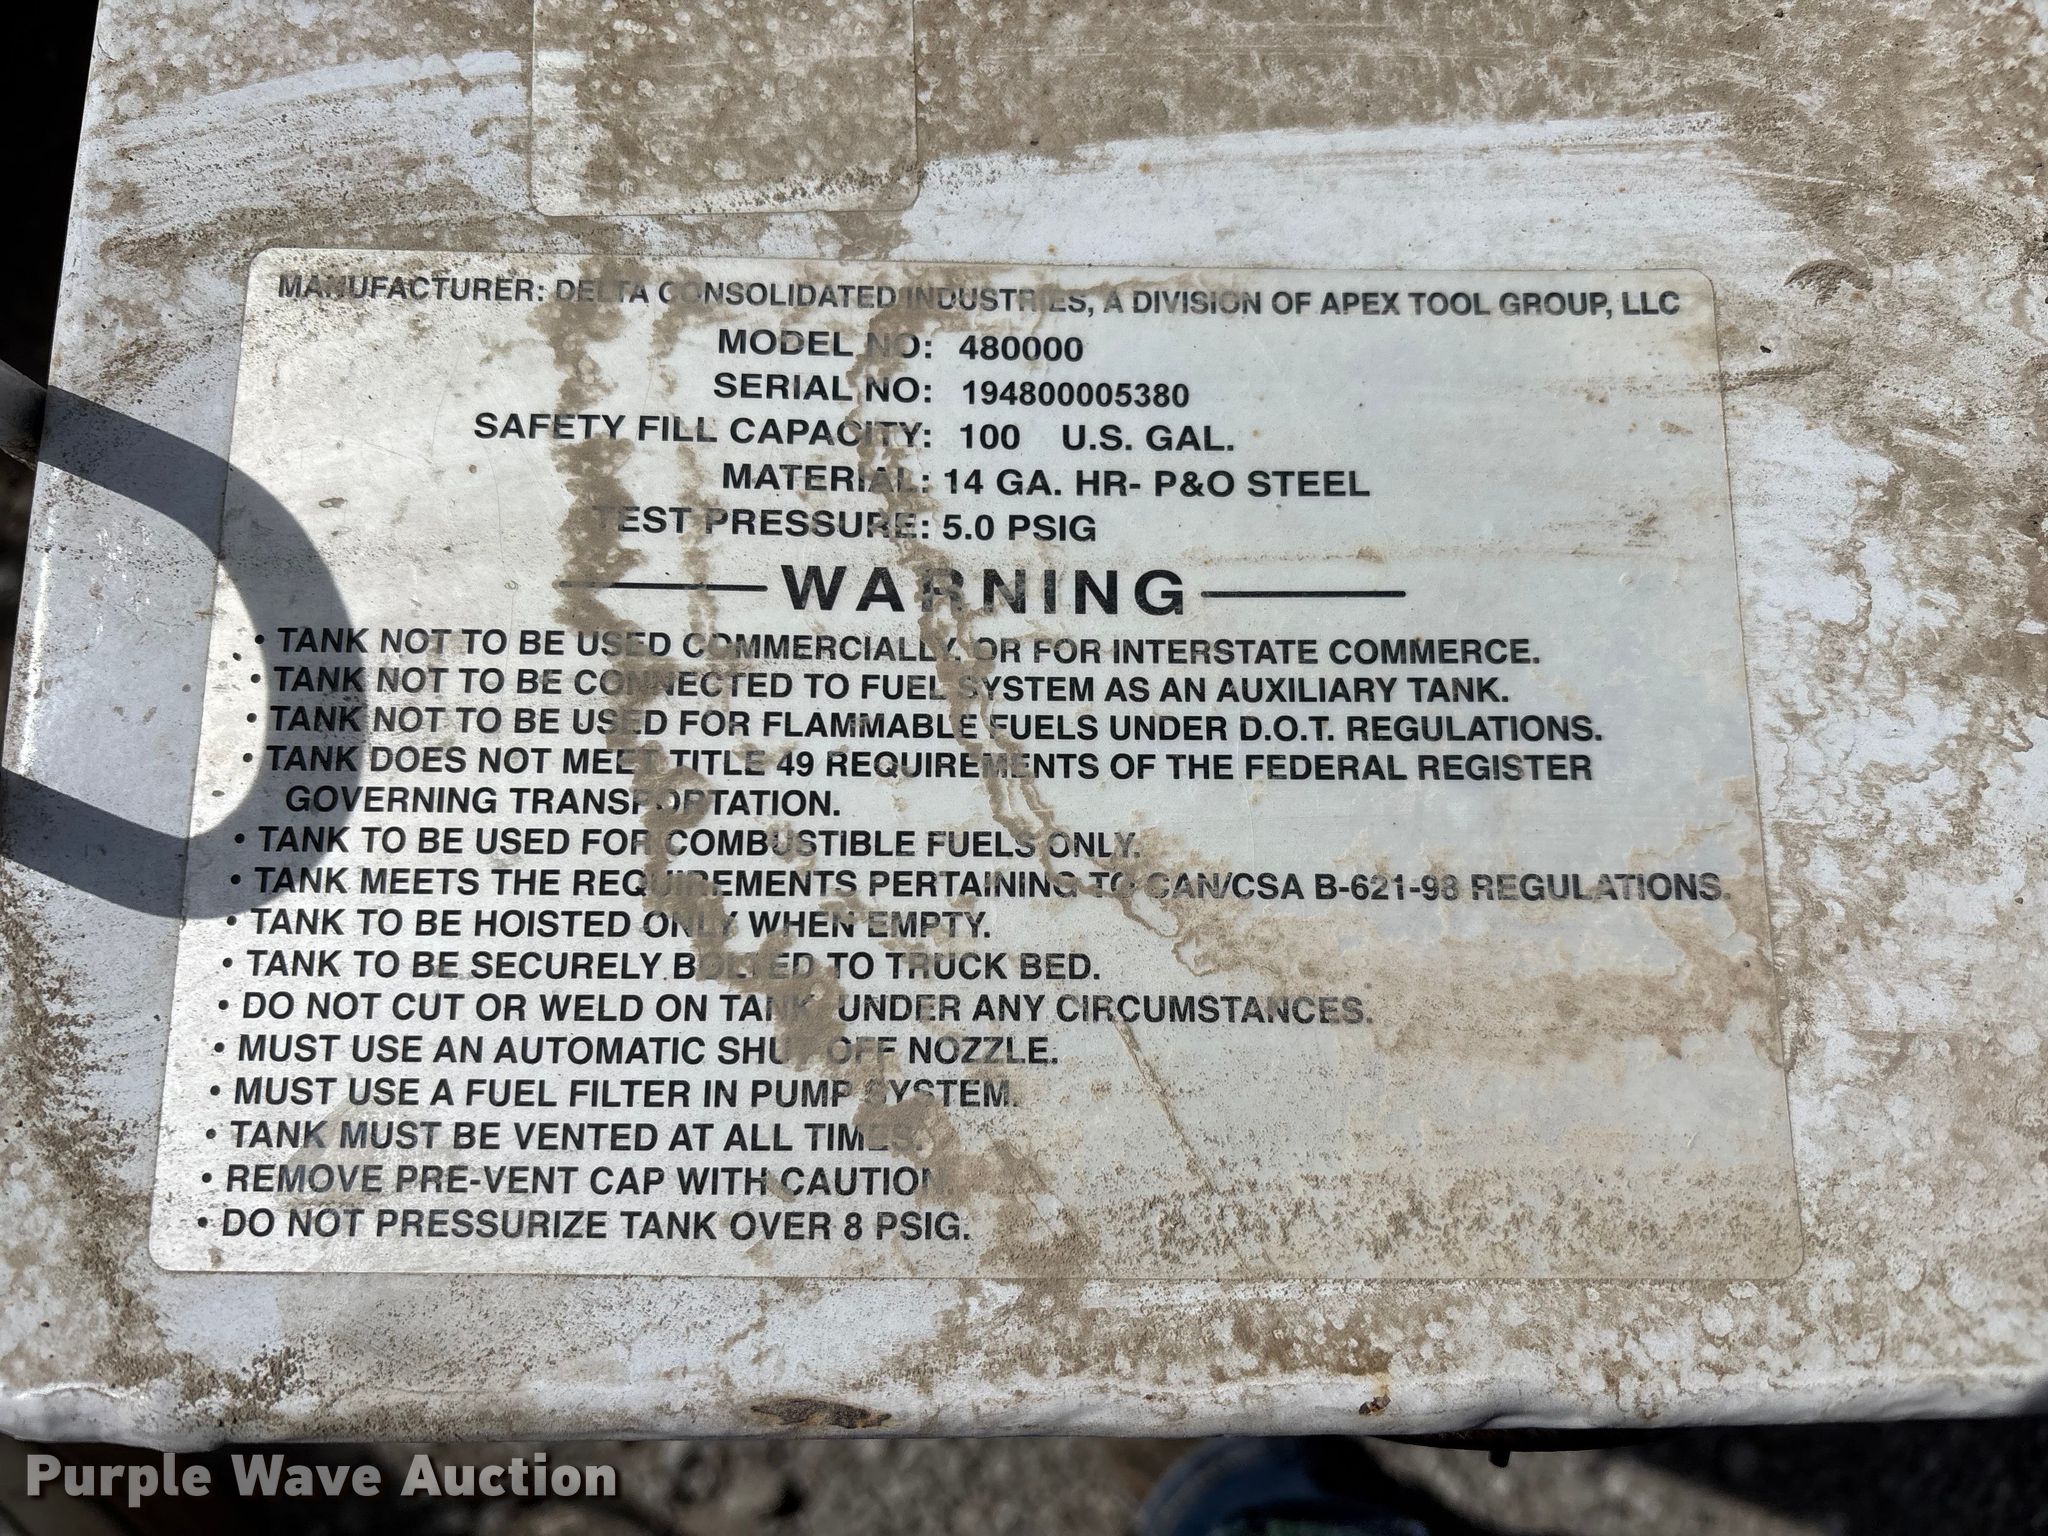 MANUFACTURER: DELTA CONSOLIDATED INDUSTRIES, A DIVISION OF APEX TOOL GROUP, LLC
MODEL NO: 480000
SERIAL NO: 194800005380
SAFETY FILL CAPACITY: 100 U.S. GAL.
MATERIAL: 14 GA. HR- P&O STEEL
TEST PRESSURE: 5.0 PSIG
WARNING
• TANK NOT TO BE USED COMMERCIALLY, OR FOR INTERSTATE COMMERCE.
• TANK NOT TO BE CONNECTED TO FUEL SYSTEM AS AN AUXILIARY TANK.
• TANK NOT TO BE USED FOR FLAMMABLE FUELS UNDER D.O.T. REGULATIONS.
• TANK DOES NOT MEET TITLE 49 REQUIREMENTS OF THE FEDERAL REGISTER
GOVERNING TRANSPORTATION.
• TANK TO BE USED FOR COMBUSTIBLE FUELS ONLY.
• TANK MEETS THE REQUIREMENTS PERTAINING TO CAN/CSA B-621-98 REGULATIONS.
• TANK TO BE HOISTED ONLY WHEN EMPTY.
• TANK TO BE SECURELY BOLTED TO TRUCK BED.
• DO NOT CUT OR WELD ON TANK UNDER ANY CIRCUMSTANCES.
• MUST USE AN AUTOMATIC SHUT OFF NOZZLE.
• MUST USE A FUEL FILTER IN PUMP SYSTEM.
• TANK MUST BE VENTED AT ALL TIMES.
• REMOVE PRE-VENT CAP WITH CAUTION.
• DO NOT PRESSURIZE TANK OVER 8 PSIG.
Purple Wave Auction